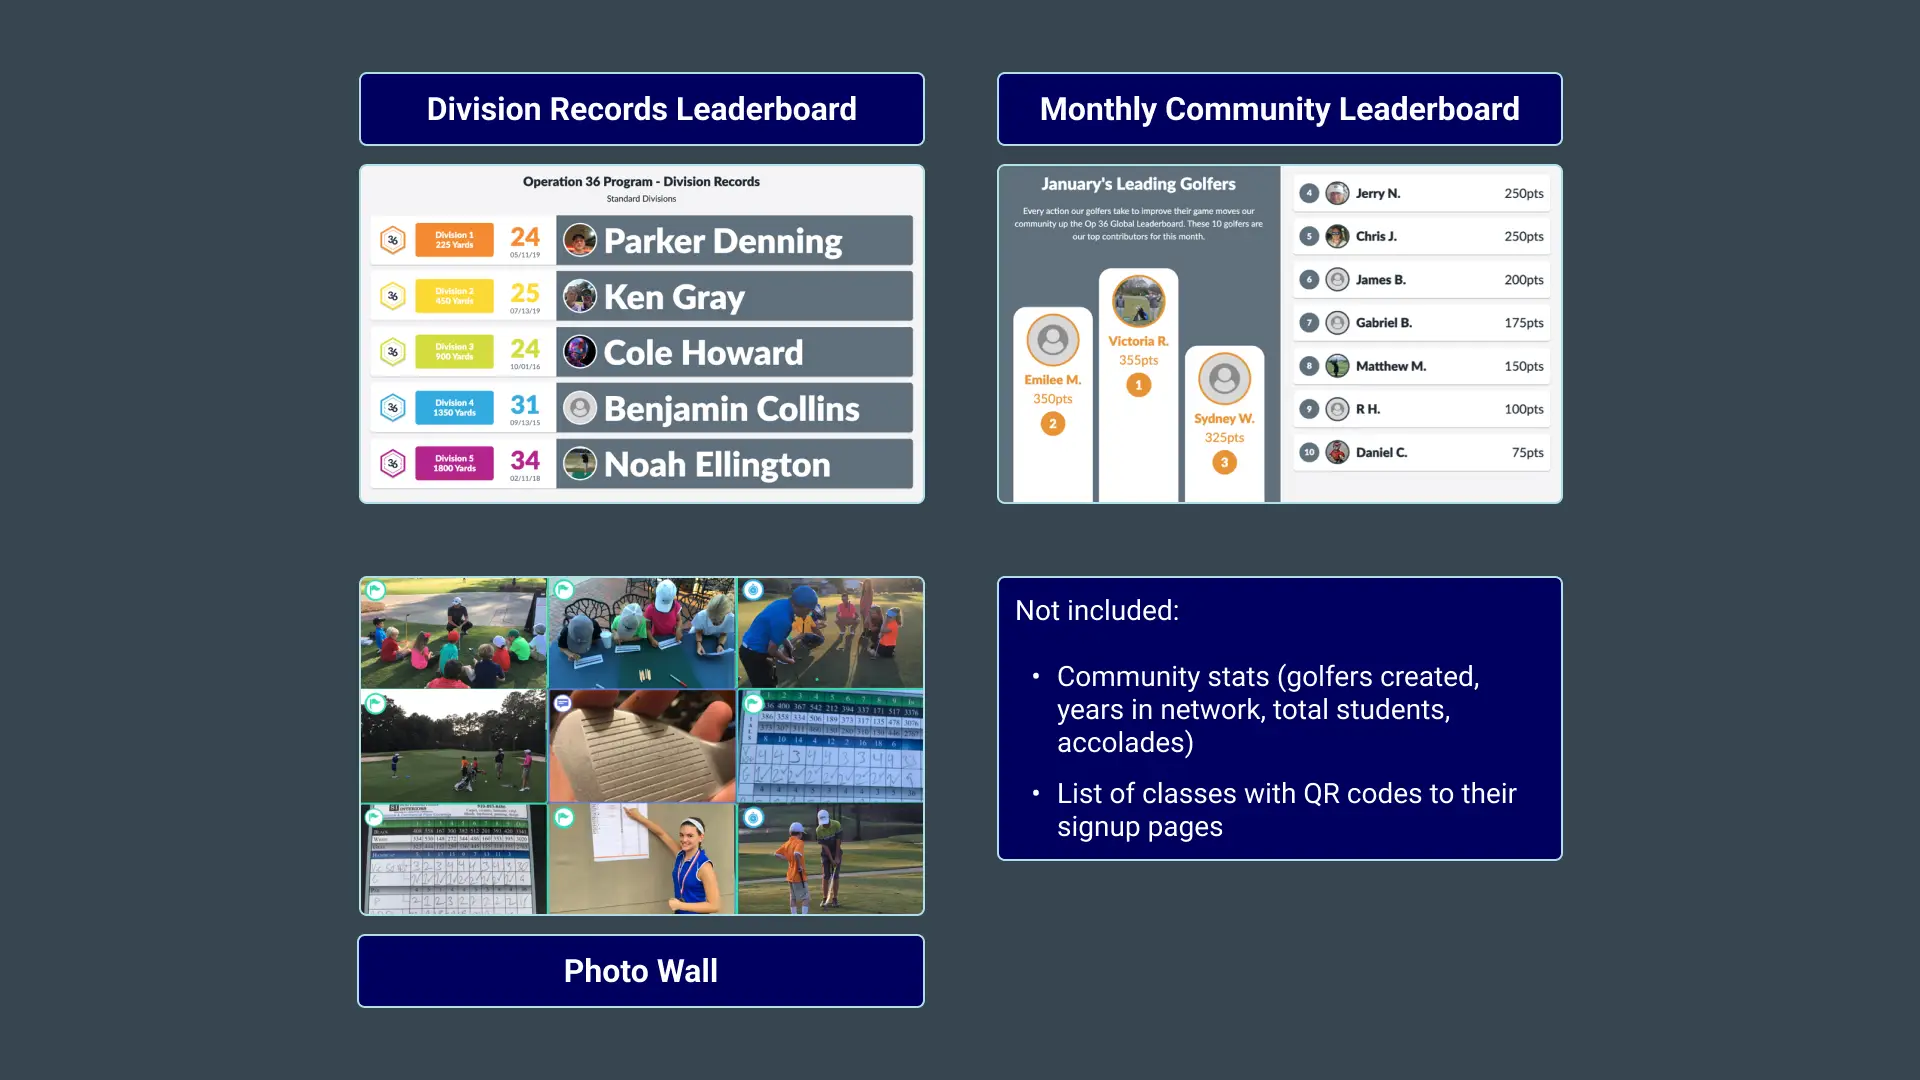 Division Records Leaderboard
Operation 36 Program - Division Records
Standard Divisions
36
Division 1
225 Yards
24
05/11/19
Parker Denning
36
Division 2
450 Yards
25
07/13/19
Ken Gray
36
Division 3
900 Yards
24
10/01/16
Cole Howard
36
Division 4
1350 Yards
31
09/13/15
Benjamin Collins
36
Division 5
1800 Yards
34
02/11/18
Noah Ellington
Monthly Community Leaderboard
January's Leading Golfers
Every action our golfers take to improve their game moves our
community up the Op 36 Global Leaderboard. These 10 golfers are
our top contributors for this month.
Emilee M.
350pts
2
Victoria R.
355pts
1
Sydney W.
325pts
3
4 Jerry N. 250pts
5 Chris J. 250pts
6 James B. 200pts
7 Gabriel B. 175pts
8 Matthew M. 150pts
9 R H. 100pts
10 Daniel C. 75pts
Photo Wall
Not included:
• Community stats (golfers created,
years in network, total students,
accolades)
• List of classes with QR codes to their
signup pages